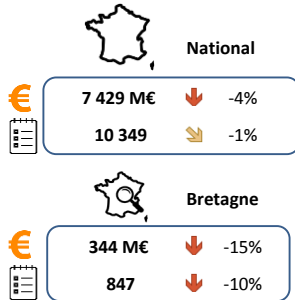 National
€ 7 429 M€ -4%
10 349 -1%
Bretagne
€ 344 M€ -15%
847 -10%